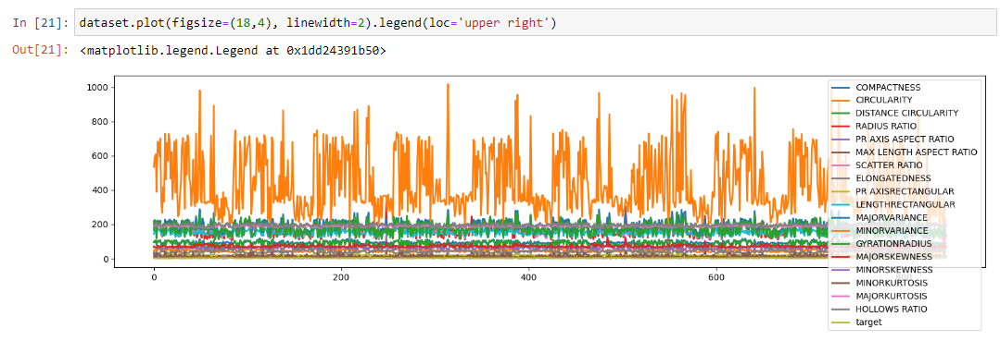 In [21]: dataset.plot(figsize=(18,4), linewidth=2).legend(loc='upper right')
Out[21]: <matplotlib.legend.Legend at 0x1dd24391b50>
1000
800
600
400
200
0
0
200
400
600
800
COMPACTNESS
CIRCULARITY
DISTANCE CIRCULARITY
RADIUS RATIO
PR AXIS ASPECT RATIO
MAX LENGTH ASPECT RATIO
SCATTER RATIO
ELONGATEDNESS
PR AXISRECTANGULAR
LENGTHRECTANGULAR
MAJORVARIANCE
MINORVARIANCE
GYRATIONRADIUS
MAJORSKEWNESS
MINORSKEWNESS
MINORKURTOSIS
MAJORKURTOSIS
HOLLOWS RATIO
target